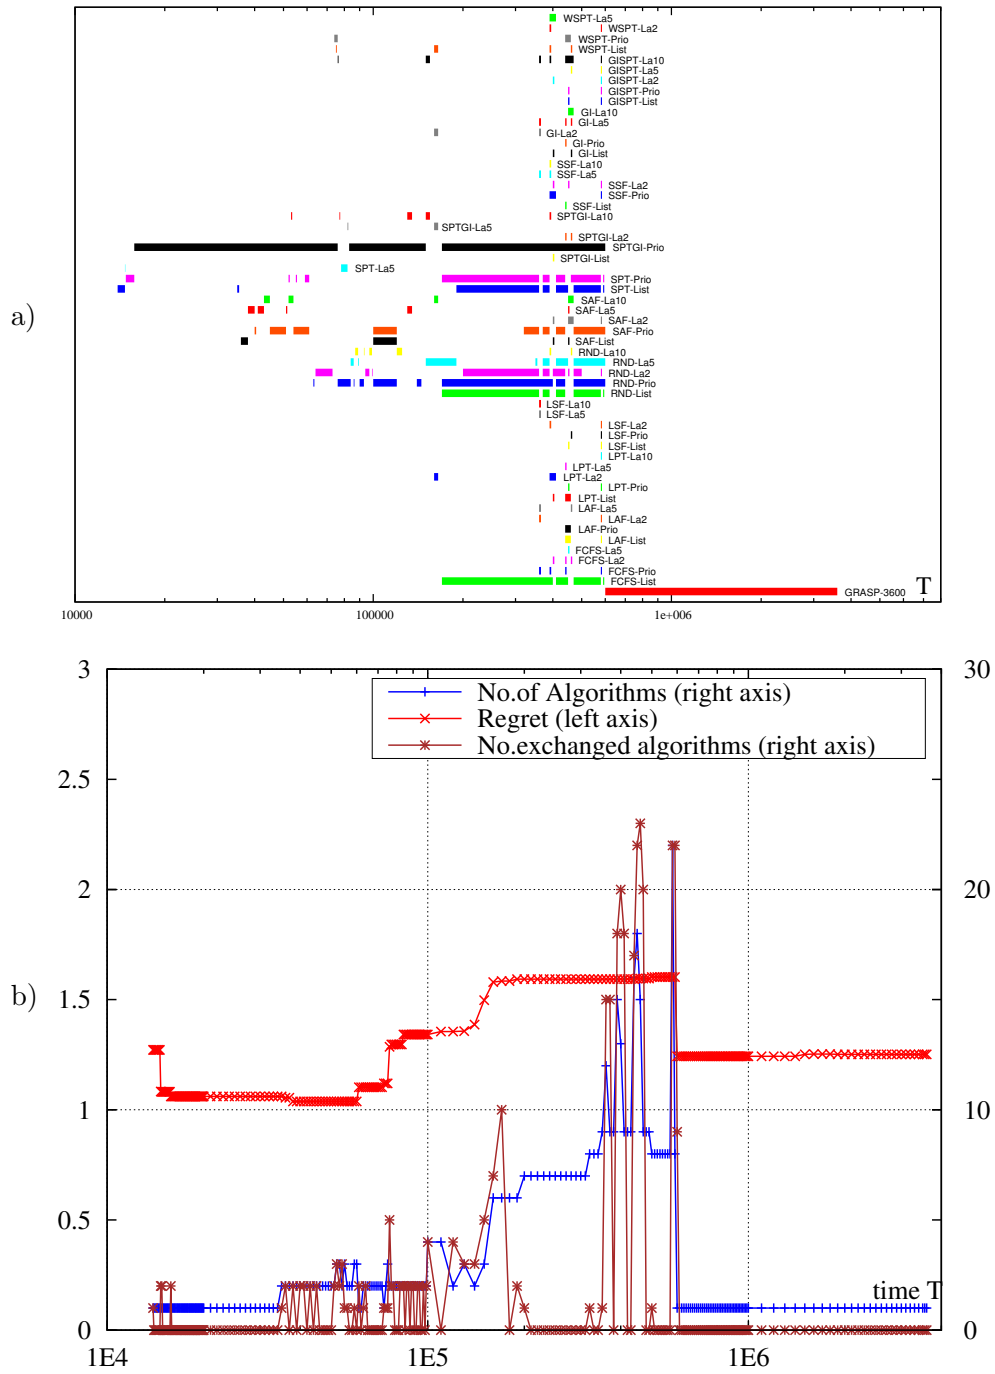 WSPT-La5
WSPT-La2
WSPT-Prio
WSPT-List
GISPT-La10
GISPT-La5
GISPT-La2
GISPT-Prio
GISPT-List
GI-La10
GI-La5
GI-La2
GI-Prio
GI-List
SSF-La10
SSF-La5
SSF-La2
SSF-Prio
SSF-List
SPTGI-La10
SPTGI-La5
SPTGI-La2
SPTGI-Prio
SPTGI-List
SPT-La5
SPT-Prio
SPT-List
SAF-La10
a)
SAF-La5
SAF-La2
SAF-Prio
SAF-List
RND-La10
RND-La5
RND-La2
RND-Prio
RND-List
LSF-La10
LSF-La5
LSF-La2
LSF-Prio
LSF-List
LPT-La10
LPT-La5
LPT-La2
LPT-Prio
LPT-List
LAF-La5
LAF-La2
LAF-Prio
LAF-List
FCFS-La5
FCFS-La2
FCFS-Prio
FCFS-List
T
GRASP-3600
10000 100000 1e+006
3 30
No.of Algorithms (right axis)
Regret (left axis)
No.exchanged algorithms (right axis)
2.5
2 20
b)
1.5
1 10
0.5
time T
0 0
1E4 1E5 1E6